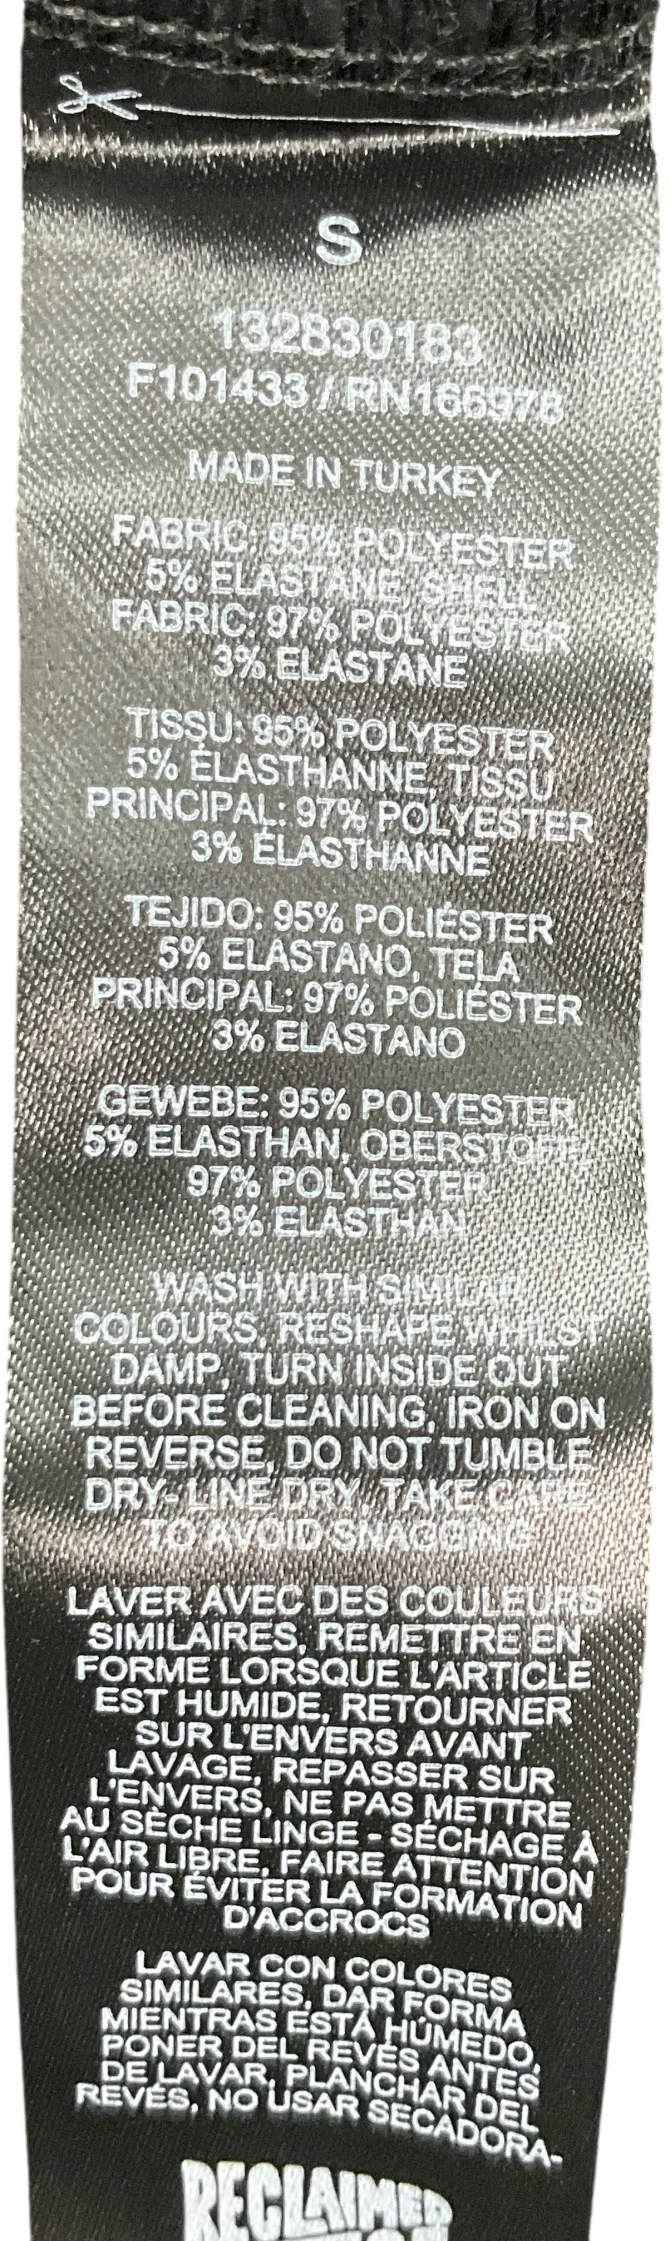 S
132830183
F101433 / RN166978
MADE IN TURKEY
FABRIC: 95% POLYESTER
5% ELASTANE, SHELL
FABRIC: 97% POLYESTER
3% ELASTANE
TISSU: 95% POLYESTER
5% ÉLASTHANNE, TISSU
PRINCIPAL: 97% POLYESTER
3% ÉLASTHANNE
TEJIDO: 95% POLIÉSTER
5% ELASTANO, TELA
PRINCIPAL: 97% POLIÉSTER
3% ELASTANO
GEWEBE: 95% POLYESTER
5% ELASTHAN, OBERSTOFF:
97% POLYESTER
3% ELASTHAN
WASH WITH SIMILAR
COLOURS, RESHAPE WHILST
DAMP, TURN INSIDE OUT
BEFORE CLEANING, IRON ON
REVERSE, DO NOT TUMBLE
DRY- LINE DRY, TAKE CARE
TO AVOID SNAGGING
LAVER AVEC DES COULEURS
SIMILAIRES, REMETTRE EN
FORME LORSQUE L'ARTICLE
EST HUMIDE, RETOURNER
SUR L'ENVERS AVANT
LAVAGE, REPASSER SUR
L'ENVERS, NE PAS METTRE
AU SÈCHE LINGE - SÉCHAGE À
L'AIR LIBRE, FAIRE ATTENTION
POUR ÉVITER LA FORMATION
D'ACCROCS
LAVAR CON COLORES
SIMILARES, DAR FORMA
MIENTRAS ESTÁ HÚMEDO,
PONER DEL REVÉS ANTES
DE LAVAR, PLANCHAR DEL
REVÉS, NO USAR SECADORA-
RECLAIMED